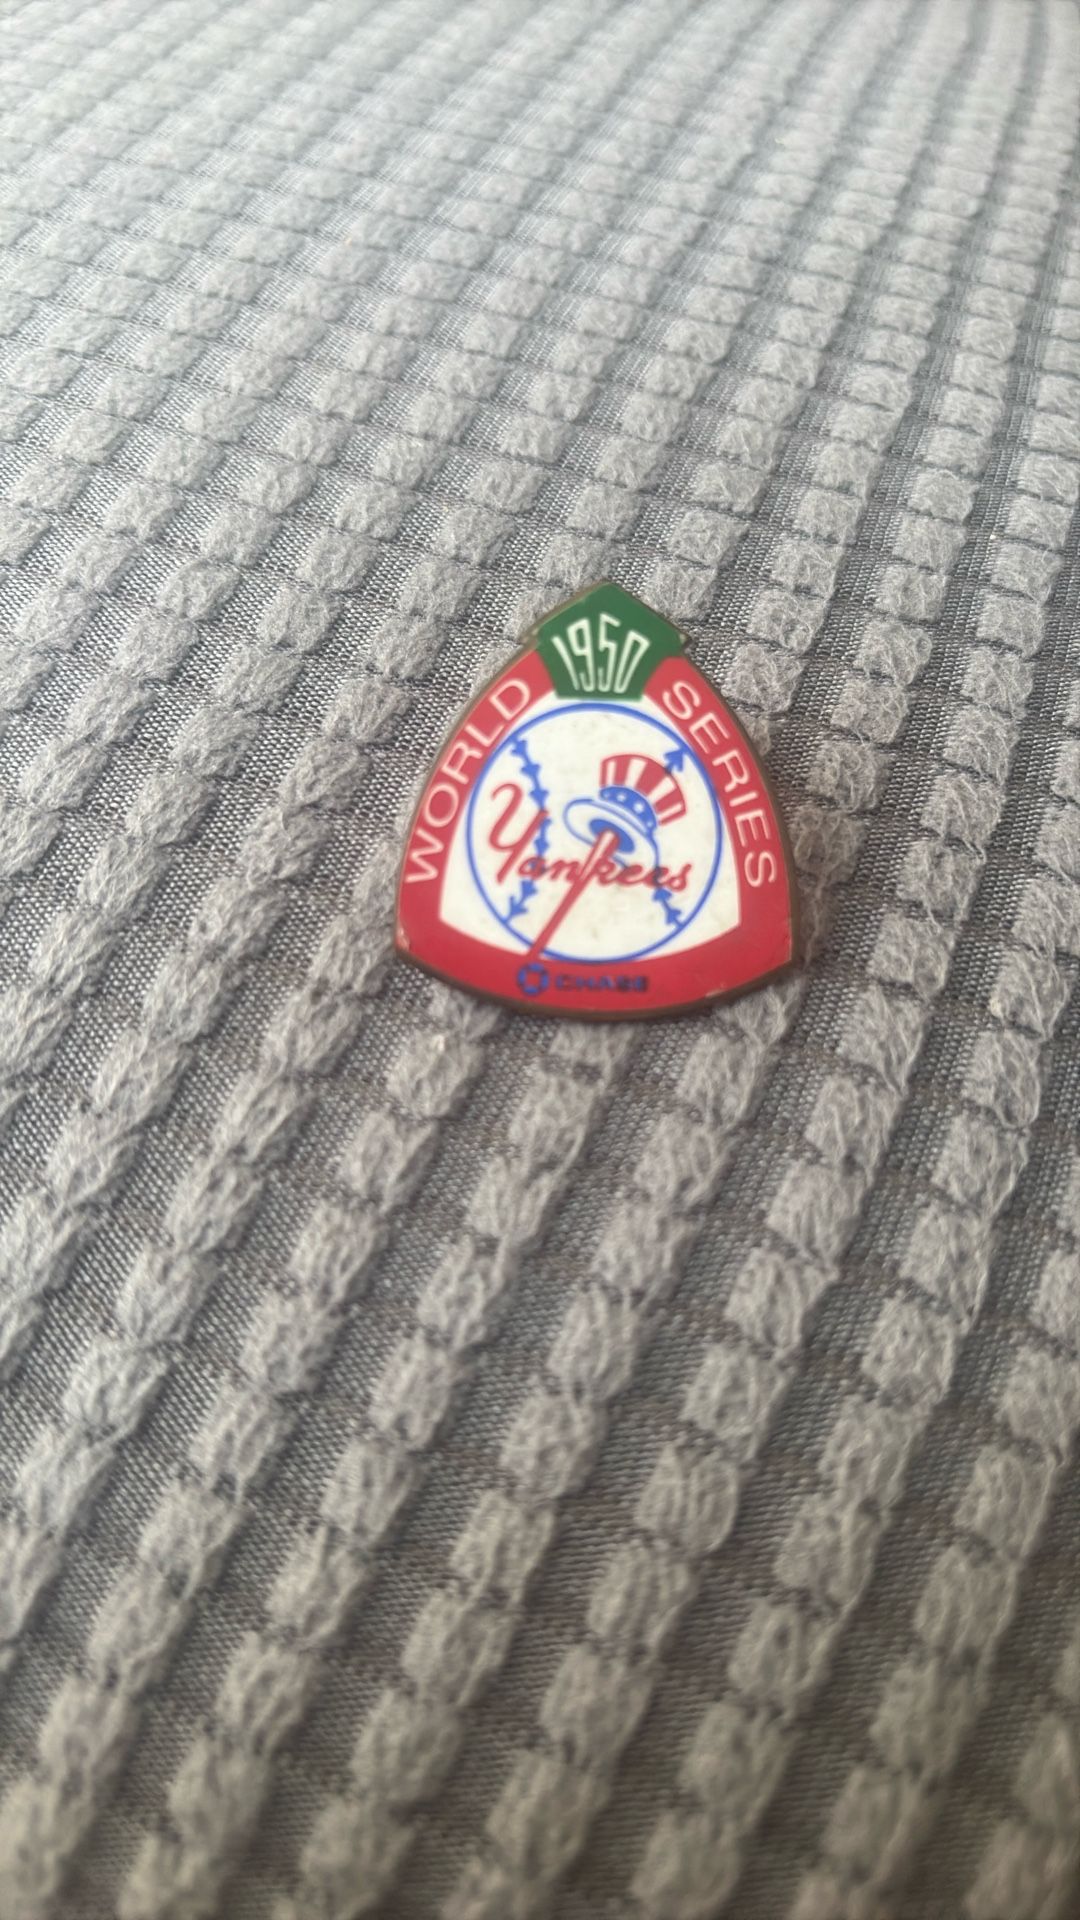 1950
WORLD SERIES
Yankees
CHASE